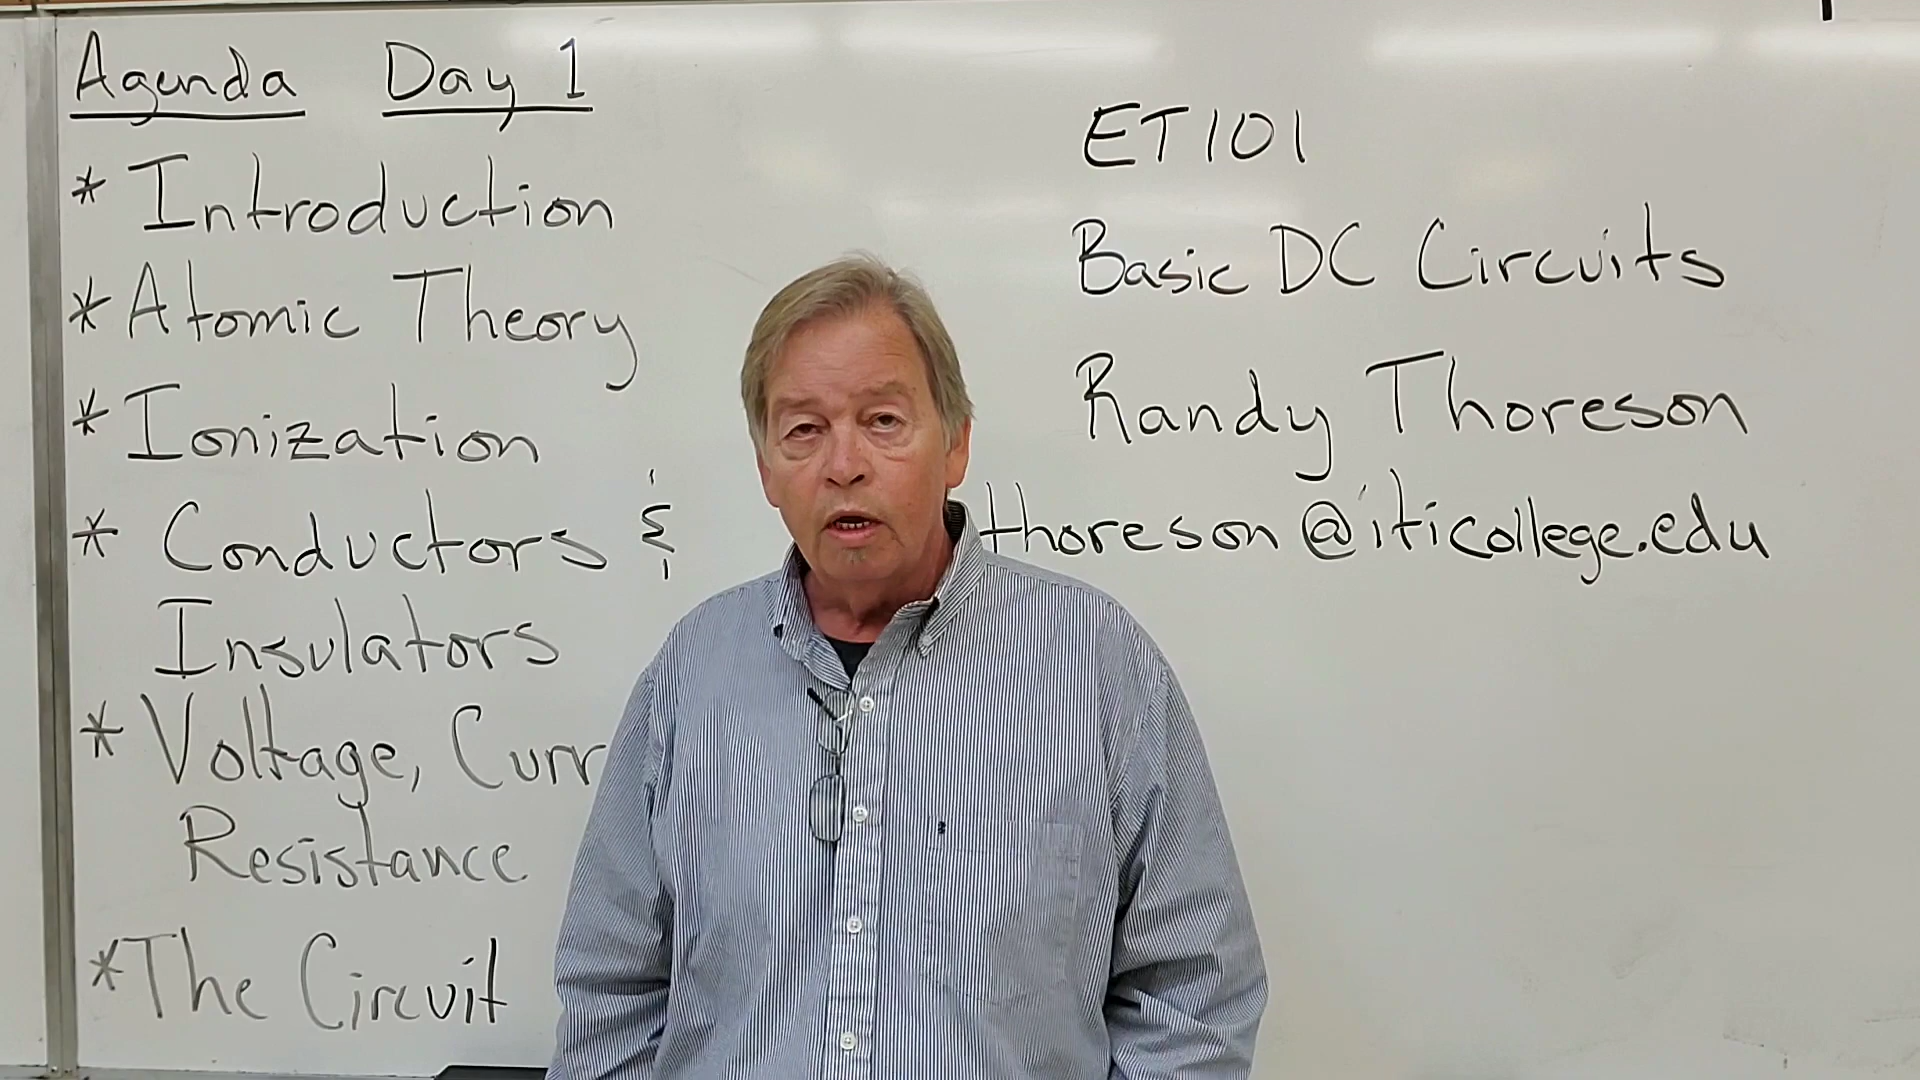 Agenda Day 1
* Introduction
* Atomic Theory
* Ionization
* Conductors &
Insulators
* Voltage, Curr
Resistance
* The Circuit
ET101
Basic DC Circuits
Randy Thoreson
thoreson@iticollege.edu